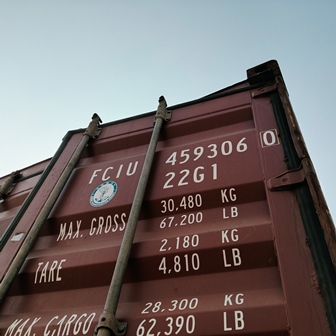 FCIU 459306 0
22G1
MAX. GROSS 30.480 KG
67.200 LB
TARE 2,180 KG
4,810 LB
MAX. CARGO 28.300 KG
62,390 LB